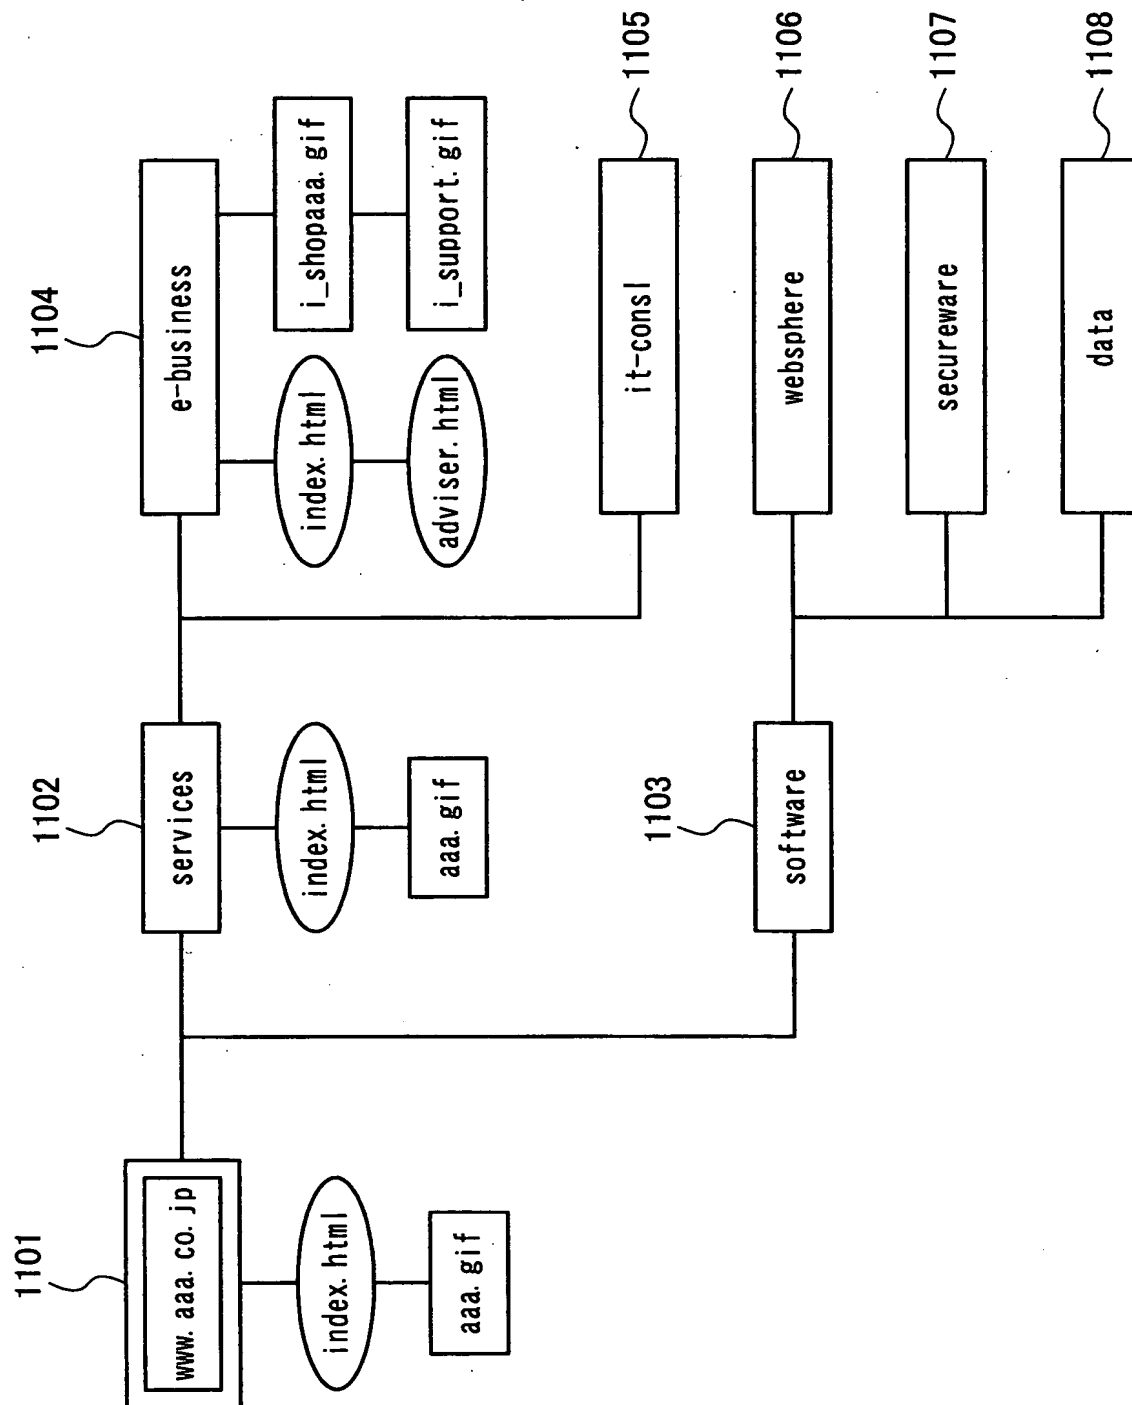 1101
www.aaa.co.jp
index.html
aaa.gif
1102
services
index.html
aaa.gif
1103
software
1104
e-business
index.html
adviser.html
i_shopaaa.gif
i_support.gif
it-consl
1105
websphere
1106
secureware
1107
data
1108